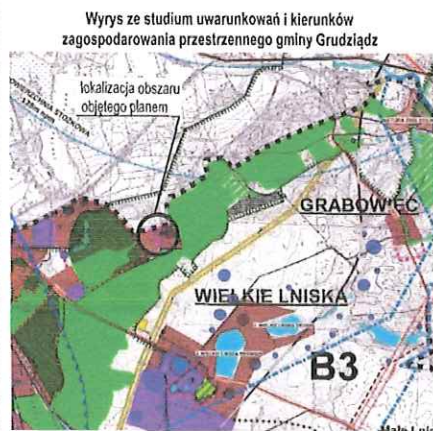 Wyrys ze studium uwarunkowań i kierunków
zagospodarowania przestrzennego gminy Grudziądz
lokalizacja obszaru
objętego planem
GRABOWIEC
WIELKIE LNISKA
B3